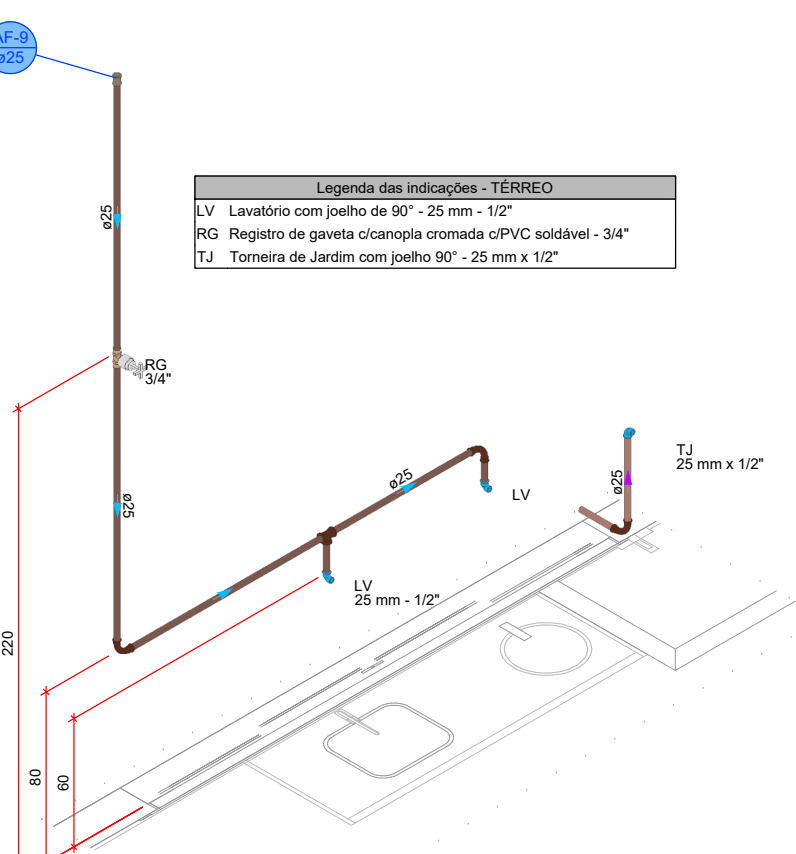 AF-9
ø25
Legenda das indicações - TÉRREO
LV Lavatório com joelho de 90° - 25 mm - 1/2"
RG Registro de gaveta c/canopla cromada c/PVC soldável - 3/4"
TJ Torneira de Jardim com joelho 90° - 25 mm x 1/2"
ø25
RG
3/4"
TJ
25 mm x 1/2"
ø25
ø25
LV
ø25
LV
25 mm - 1/2"
220
80
60